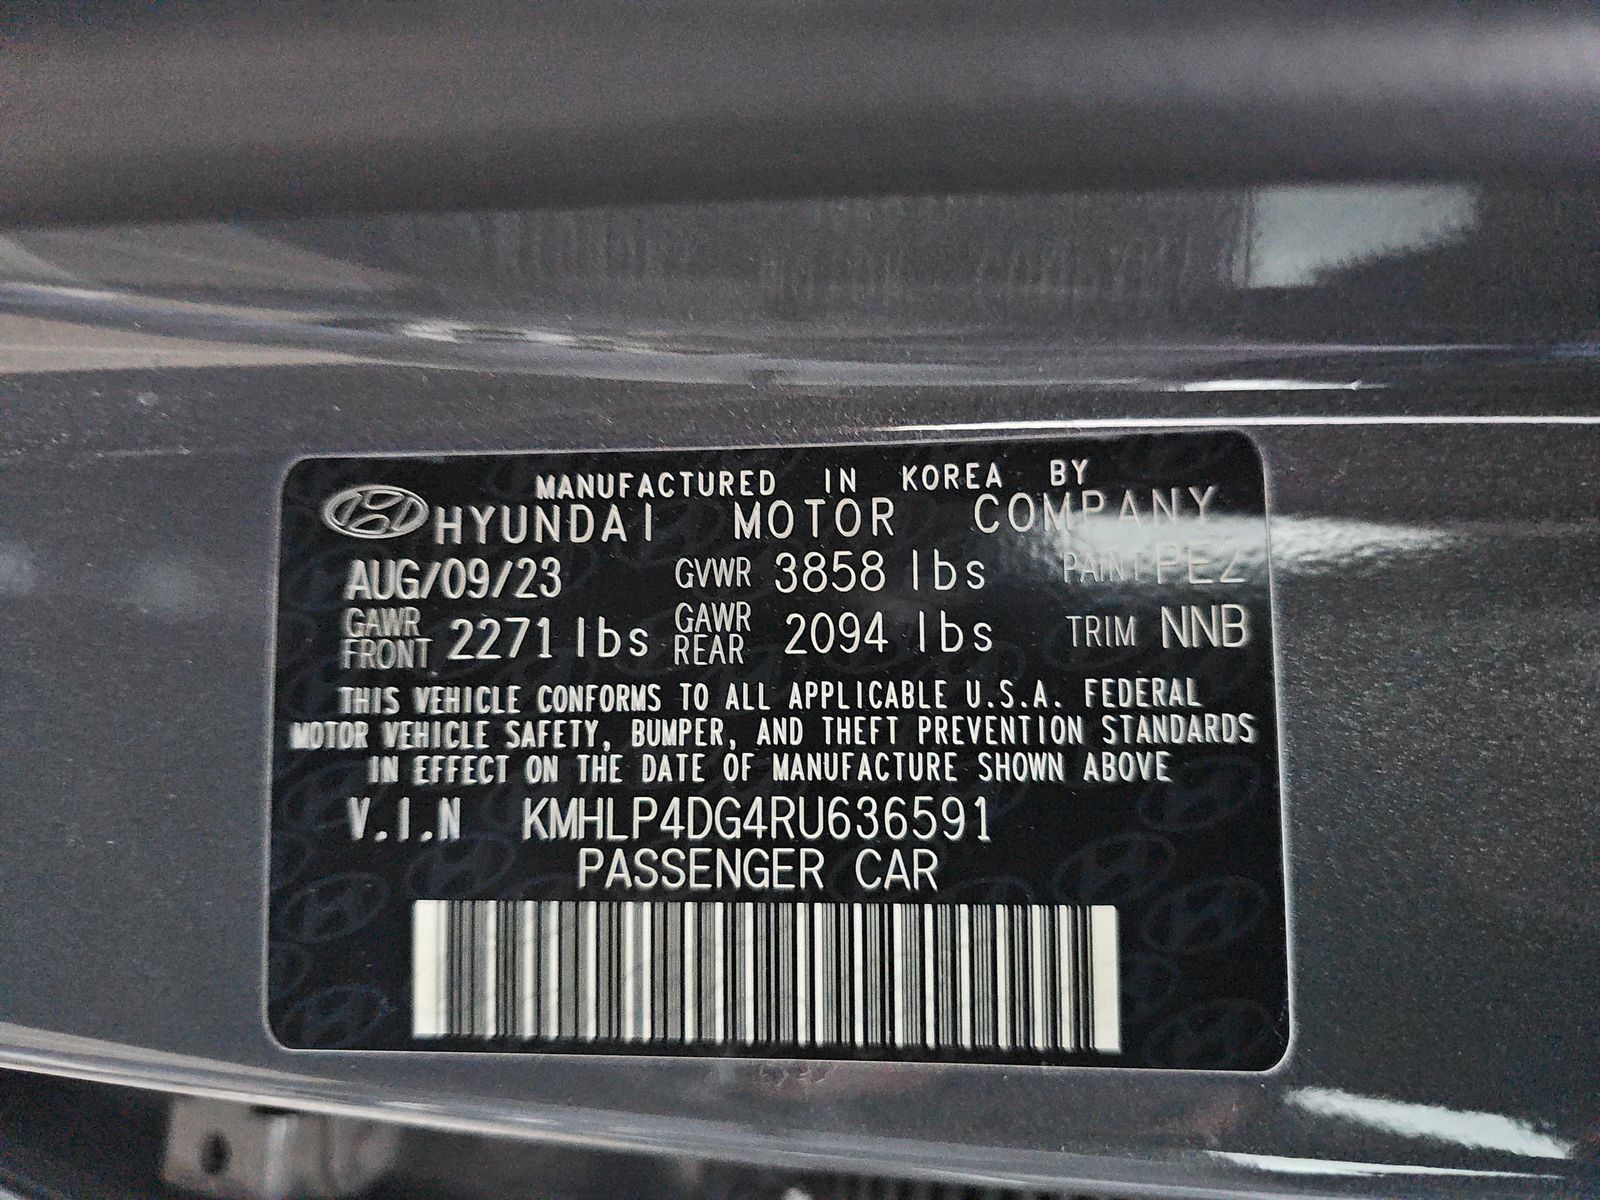 MANUFACTURED IN KOREA BY
HYUNDAI MOTOR COMPANY
AUG/09/23 GVWR 3858 lbs PAINT PE2
GAWR FRONT 2271 lbs GAWR REAR 2094 lbs TRIM NNB
THIS VEHICLE CONFORMS TO ALL APPLICABLE U.S.A. FEDERAL
MOTOR VEHICLE SAFETY, BUMPER, AND THEFT PREVENTION STANDARDS
IN EFFECT ON THE DATE OF MANUFACTURE SHOWN ABOVE
V.I.N KMHLP4DG4RU636591
PASSENGER CAR